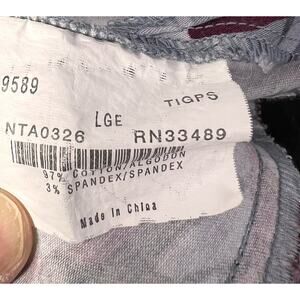 9589
LGE TIGPS
NTA0326 RN33489
97% COTTON/ALGODON
3% SPANDEX/SPANDEX
Made in China